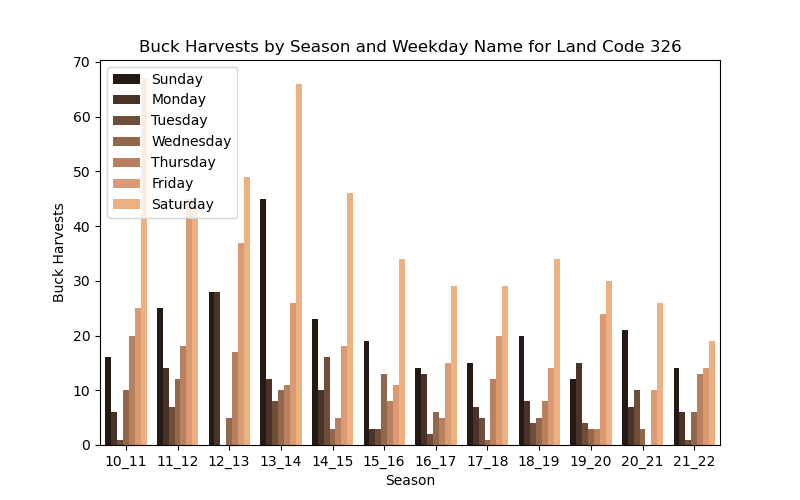 Buck Harvests by Season and Weekday Name for Land Code 326
70
60
50
40
30
20
10
0
Buck Harvests
Sunday
Monday
Tuesday
Wednesday
Thursday
Friday
Saturday
10_11 11_12 12_13 13_14 14_15 15_16 16_17 17_18 18_19 19_20 20_21 21_22
Season